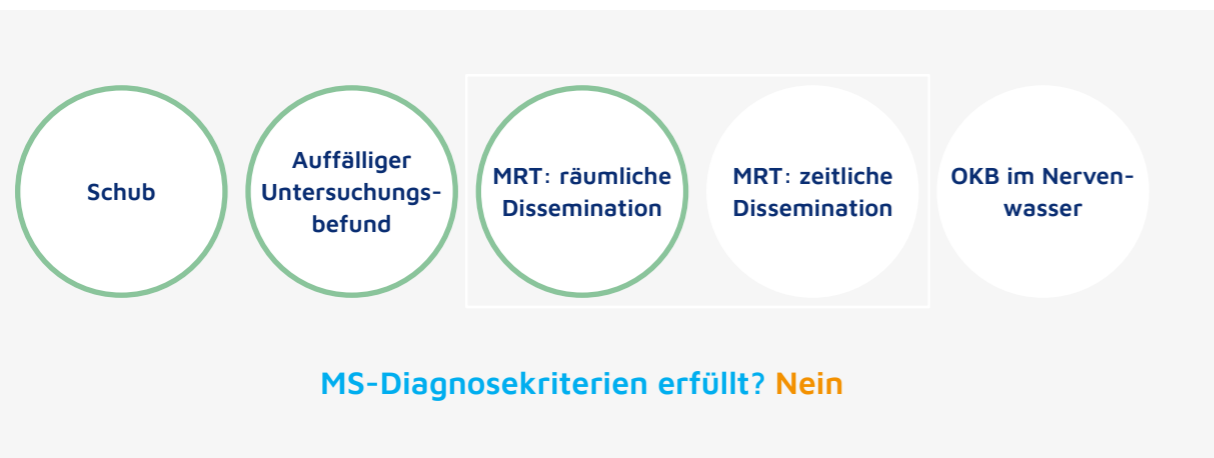 Schub
Auffälliger
Untersuchungs-
befund
MRT: räumliche
Dissemination
MRT: zeitliche
Dissemination
OKB im Nerven-
wasser
MS-Diagnosekriterien erfüllt? Nein